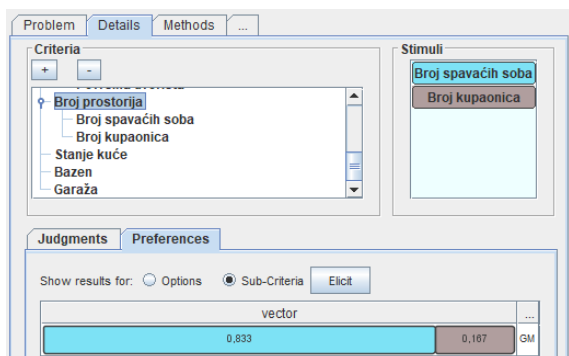 Problem Details Methods ...
Criteria
+ -
Broj prostorija
Broj spavaćih soba
Broj kupaonica
Stanje kuće
Bazen
Garaža
Stimuli
Broj spavaćih soba
Broj kupaonica
Judgments Preferences
Show results for: Options Sub-Criteria Elicit
vector ...
0,833 0,167 GM